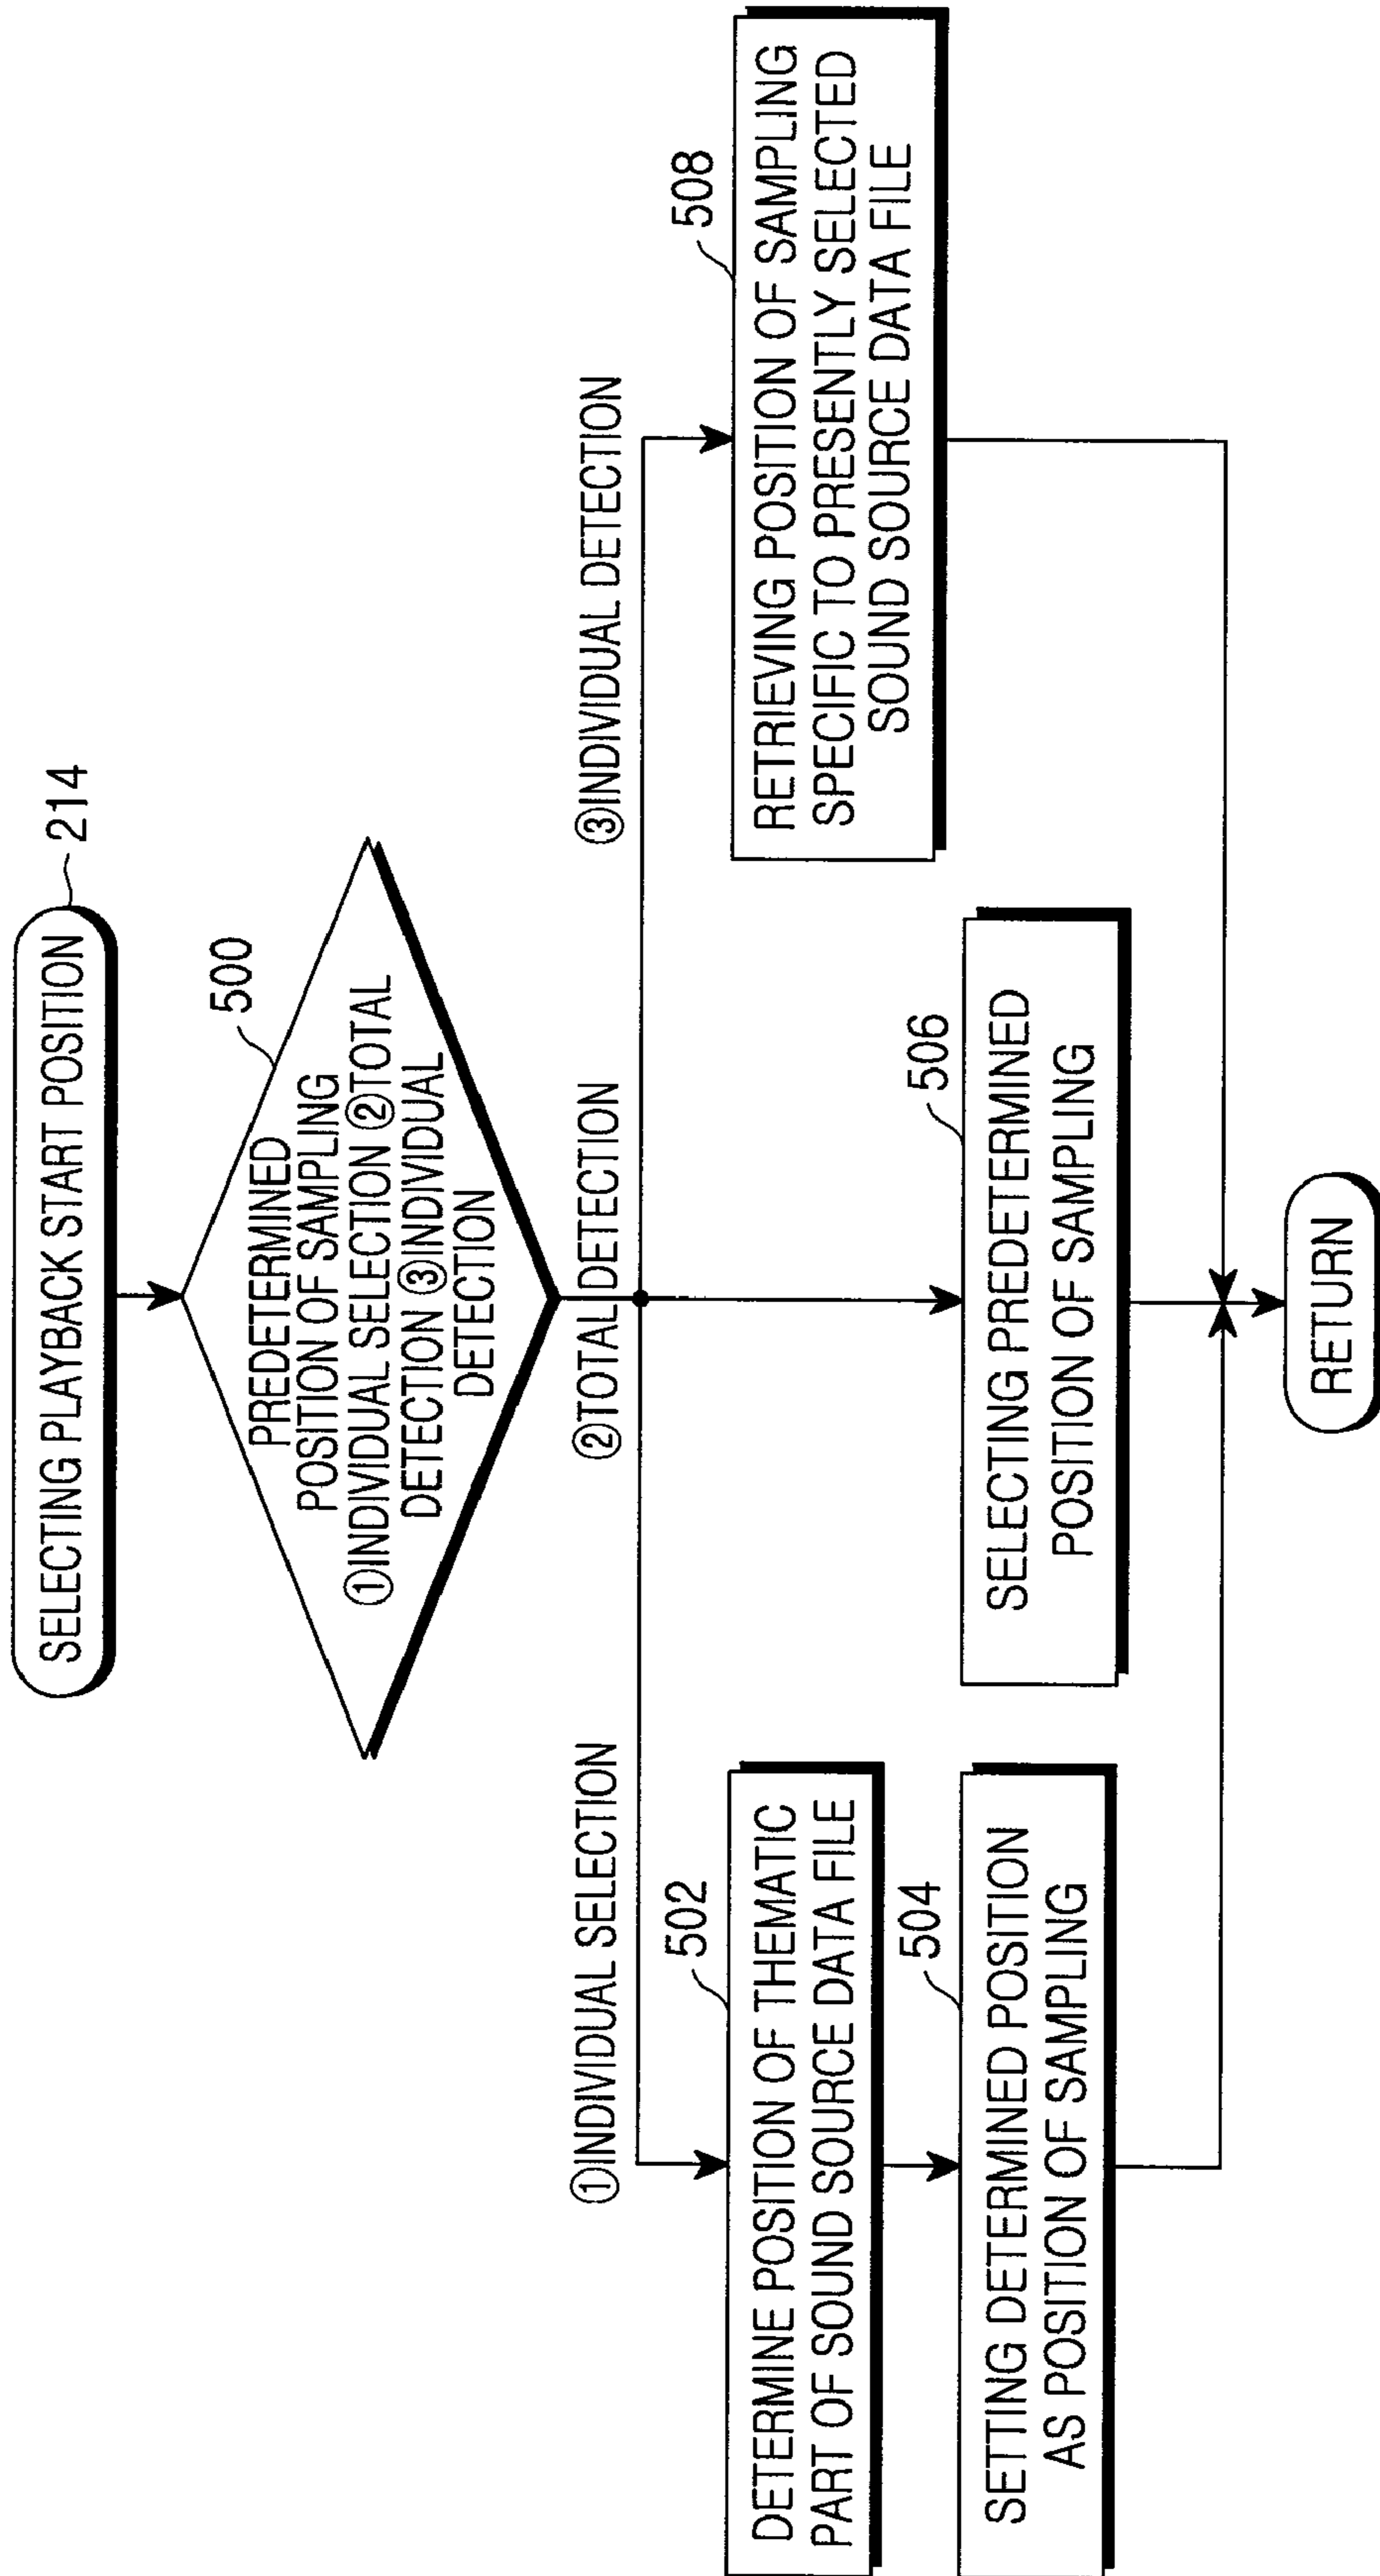 SELECTING PLAYBACK START POSITION
214
500
PREDETERMINED
POSITION OF SAMPLING
①INDIVIDUAL SELECTION ②TOTAL
DETECTION ③INDIVIDUAL
DETECTION
①INDIVIDUAL SELECTION
②TOTAL DETECTION
③INDIVIDUAL DETECTION
502
DETERMINE POSITION OF THEMATIC
PART OF SOUND SOURCE DATA FILE
504
SETTING DETERMINED POSITION
AS POSITION OF SAMPLING
506
SELECTING PREDETERMINED
POSITION OF SAMPLING
508
RETRIEVING POSITION OF SAMPLING
SPECIFIC TO PRESENTLY SELECTED
SOUND SOURCE DATA FILE
RETURN